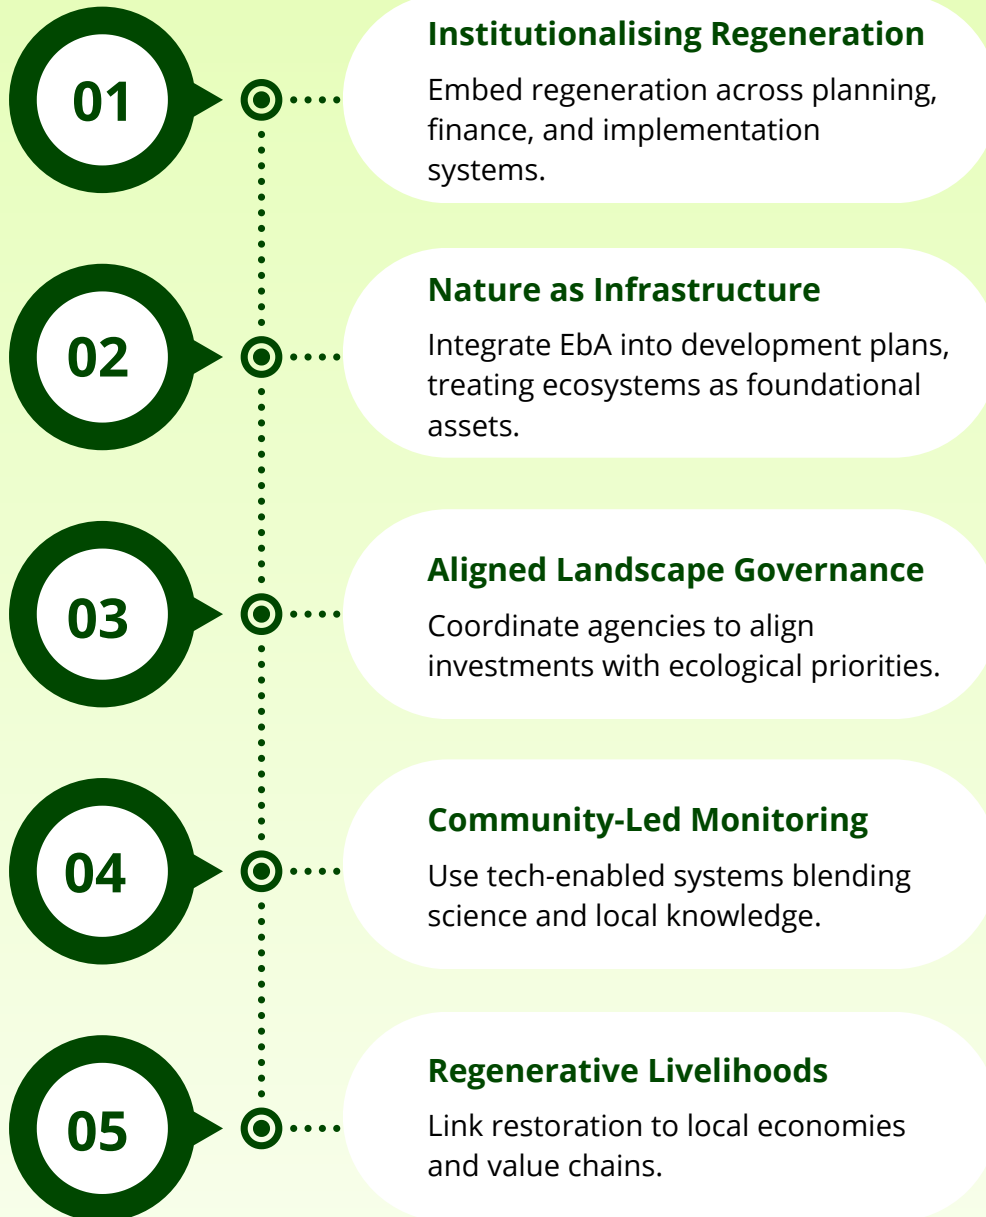 01
Institutionalising Regeneration
Embed regeneration across planning,
finance, and implementation
systems.
02
Nature as Infrastructure
Integrate EbA into development plans,
treating ecosystems as foundational
assets.
03
Aligned Landscape Governance
Coordinate agencies to align
investments with ecological priorities.
04
Community-Led Monitoring
Use tech-enabled systems blending
science and local knowledge.
05
Regenerative Livelihoods
Link restoration to local economies
and value chains.